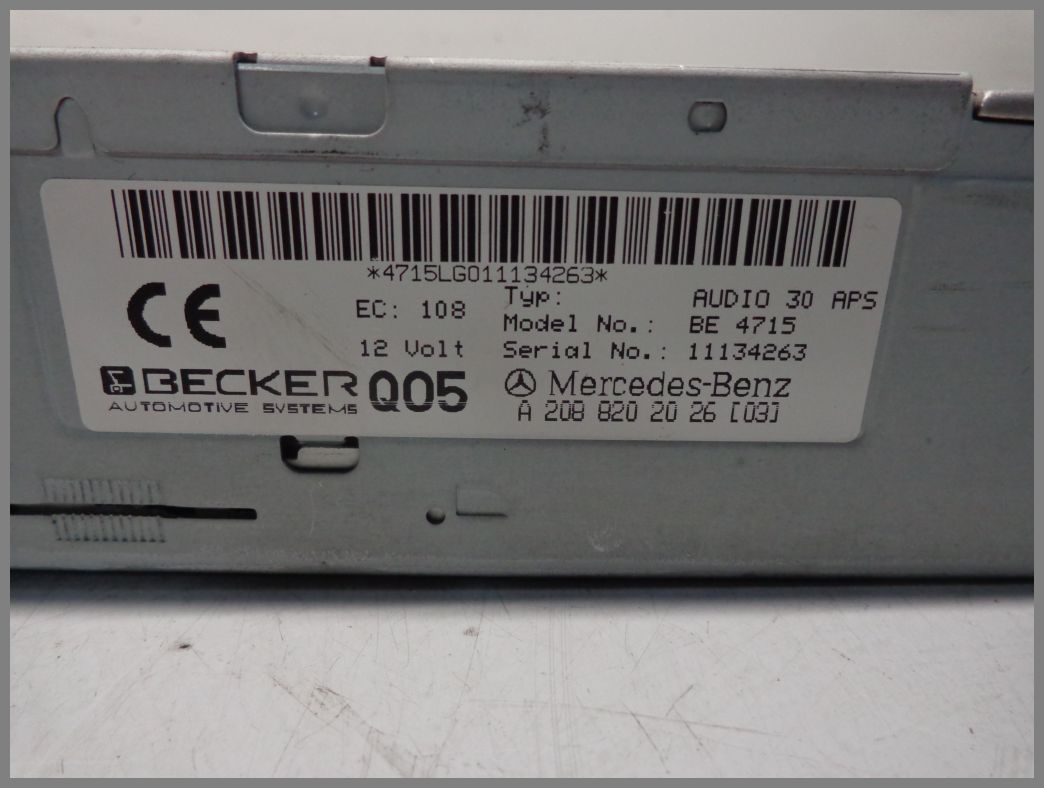 *4715LG011134263*
CE
EC: 108
12 Volt
BECKER
AUTOMOTIVE SYSTEMS
Q05
Typ: AUDIO 30 APS
Model No.: BE 4715
Serial No.: 11134263
Mercedes-Benz
A 208 820 20 26 [03]